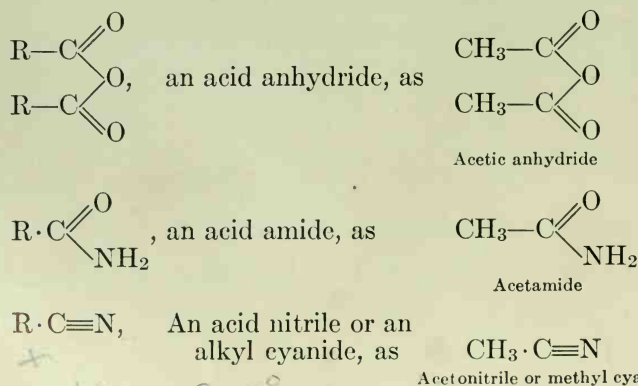 O O
R—C CH₃—C
O, an acid anhydride, as O
R—C CH₃—C
O O
Acetic anhydride
O O
R·C , an acid amide, as CH₃—C
NH₂ NH₂
Acetamide
R·C≡N, An acid nitrile or an
alkyl cyanide, as CH₃·C≡N
Acetonitrile or methyl cya